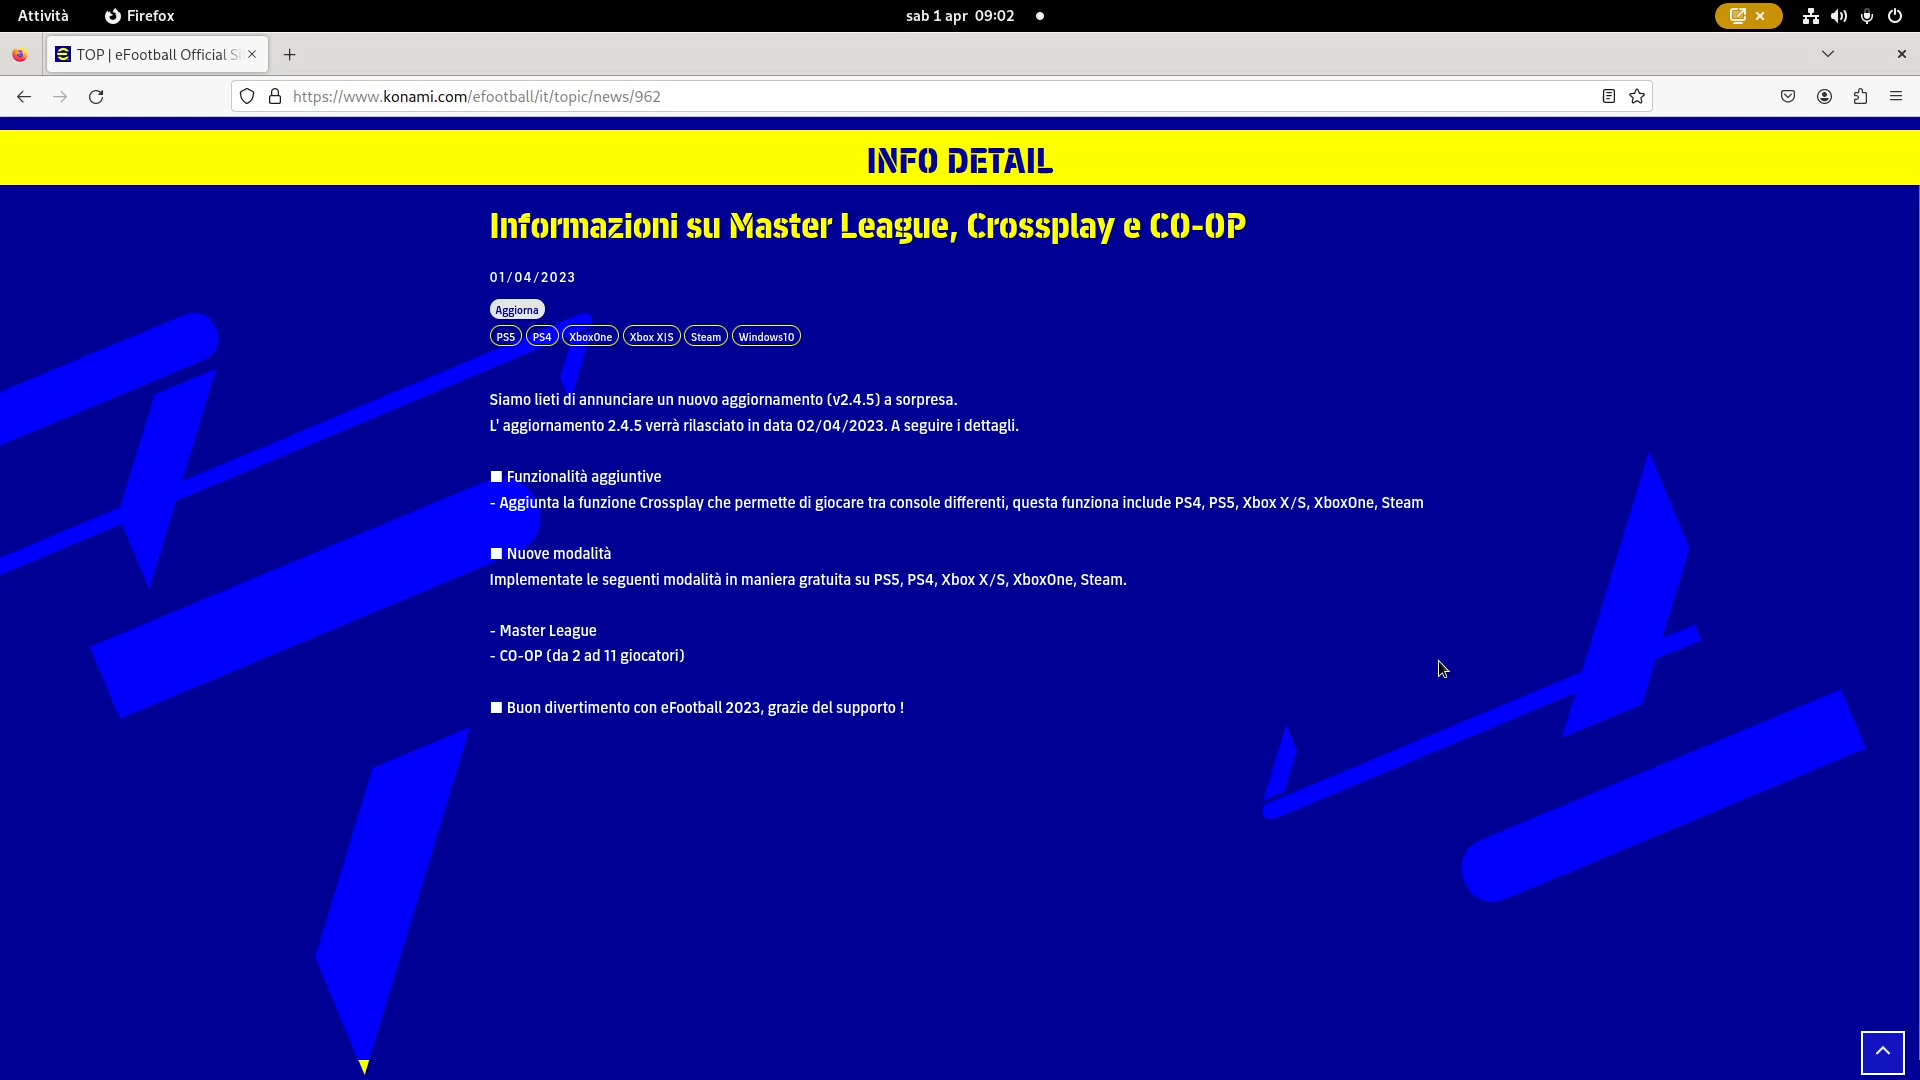 Attività Firefox sab 1 apr 09:02
TOP | eFootball Official Si
https://www.konami.com/efootball/it/topic/news/962
INFO DETAIL
Informazioni su Master League, Crossplay e CO-OP
01/04/2023
Aggiorna
PS5 PS4 XboxOne Xbox X|S Steam Windows10
Siamo lieti di annunciare un nuovo aggiornamento (v2.4.5) a sorpresa.
L' aggiornamento 2.4.5 verrà rilasciato in data 02/04/2023. A seguire i dettagli.
■ Funzionalità aggiuntive
- Aggiunta la funzione Crossplay che permette di giocare tra console differenti, questa funziona include PS4, PS5, Xbox X/S, XboxOne, Steam
■ Nuove modalità
Implementate le seguenti modalità in maniera gratuita su PS5, PS4, Xbox X/S, XboxOne, Steam.
- Master League
- CO-OP (da 2 ad 11 giocatori)
■ Buon divertimento con eFootball 2023, grazie del supporto !